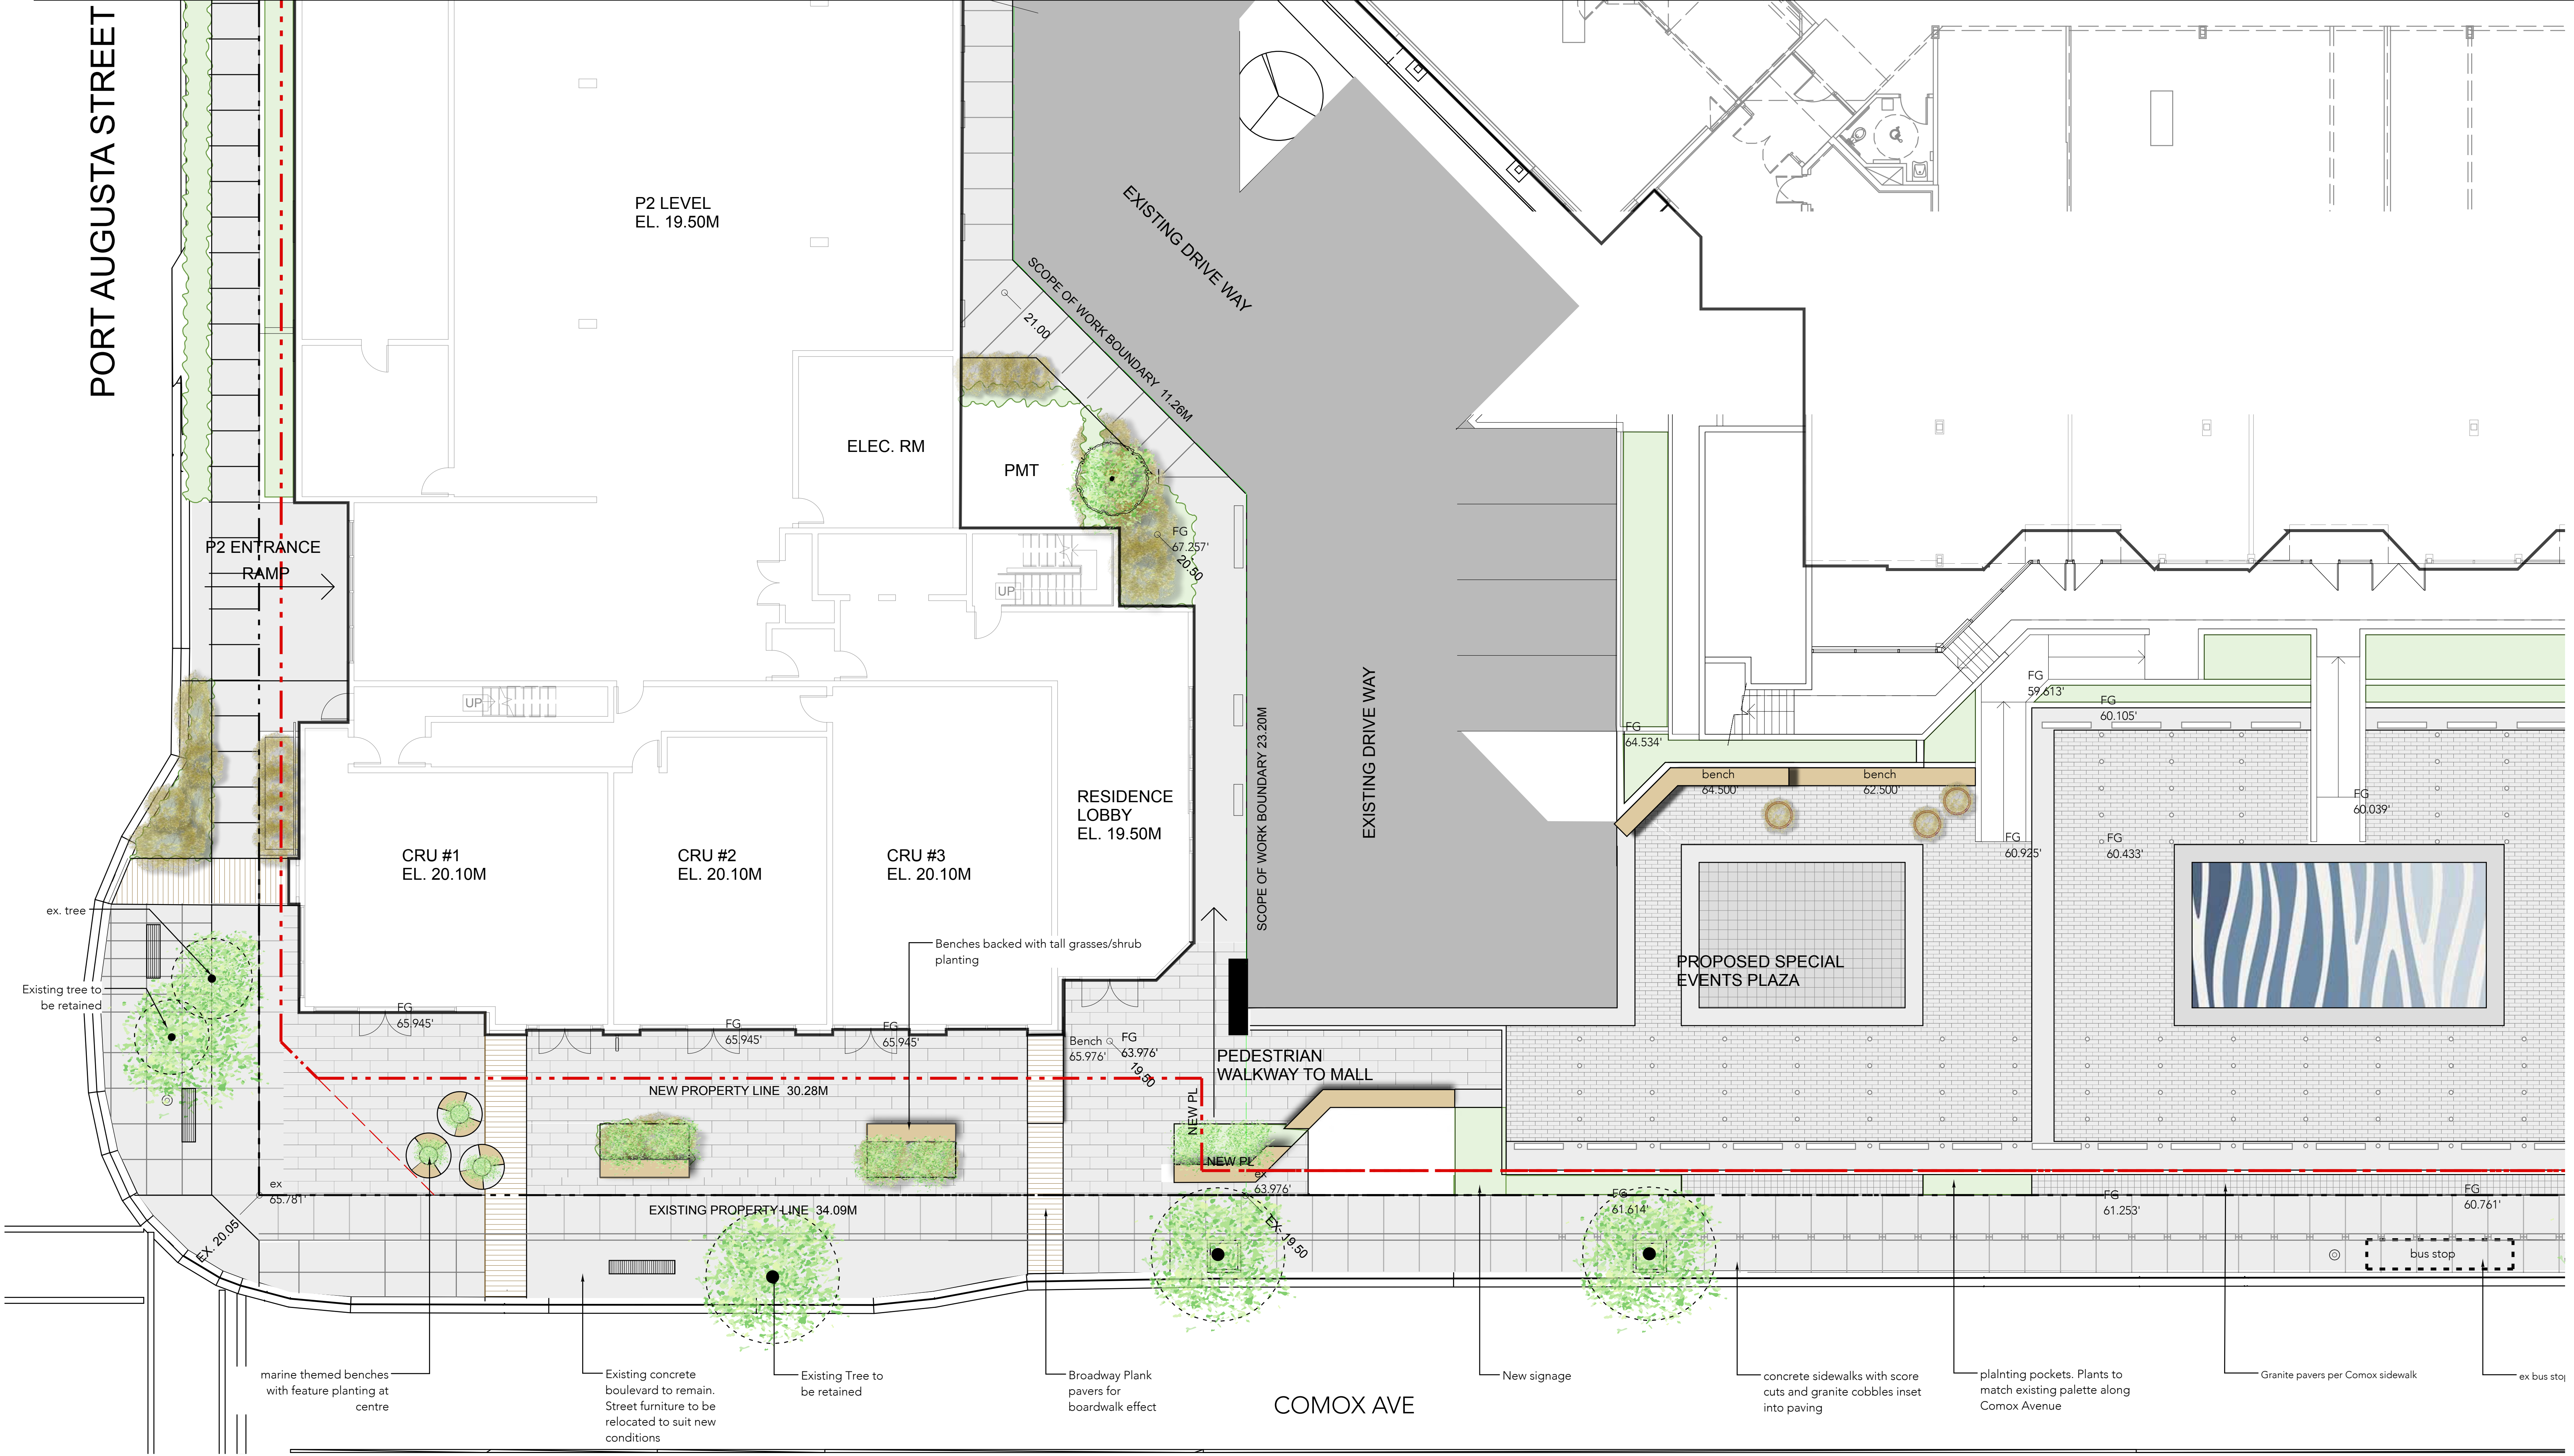 PORT AUGUSTA STREET
P2 LEVEL
EL. 19.50M
EXISTING DRIVE WAY
SCOPE OF WORK BOUNDARY 11.26M
21.00
ELEC. RM
PMT
FG
67.257'
20.50
P2 ENTRANCE
RAMP
UP
UP
EXISTING DRIVE WAY
SCOPE OF WORK BOUNDARY 23.20M
RESIDENCE
LOBBY
EL. 19.50M
CRU #1
EL. 20.10M
CRU #2
EL. 20.10M
CRU #3
EL. 20.10M
FG
59.613'
FG
60.105'
FG
64.534'
bench
64.500'
bench
62.500'
FG
60.039'
FG
60.925'
FG
60.433'
PROPOSED SPECIAL
EVENTS PLAZA
ex. tree
Existing tree to
be retained
Benches backed with tall grasses/shrub
planting
FG
65.945'
FG
65.945'
FG
65.945'
Bench
65.976'
FG
63.976'
19.50
PEDESTRIAN
WALKWAY TO MALL
NEW PROPERTY LINE 30.28M
NEW PL
NEW PL
ex
63.976'
ex
65.781'
EX. 20.05
EXISTING PROPERTY LINE 34.09M
EX. 19.50
FG
61.614'
FG
61.253'
FG
60.761'
bus stop
marine themed benches
with feature planting at
centre
Existing concrete
boulevard to remain.
Street furniture to be
relocated to suit new
conditions
Existing Tree to
be retained
Broadway Plank
pavers for
boardwalk effect
COMOX AVE
New signage
concrete sidewalks with score
cuts and granite cobbles inset
into paving
plalnting pockets. Plants to
match existing palette along
Comox Avenue
Granite pavers per Comox sidewalk
ex bus stop